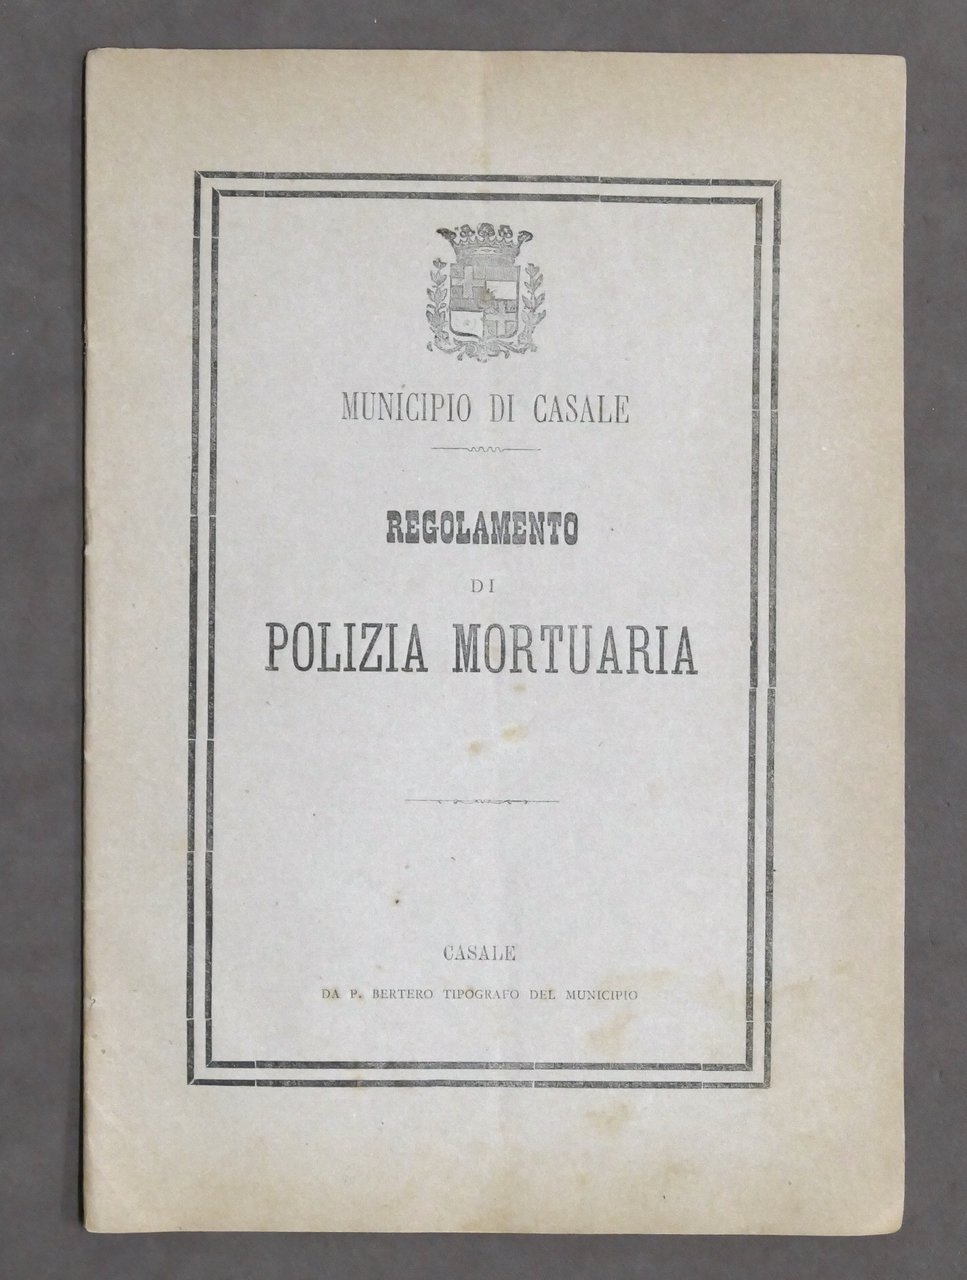 MUNICIPIO DI CASALE
REGOLAMENTO
DI
POLIZIA MORTUARIA
CASALE
DA P. BERTERO TIPOGRAFO DEL MUNICIPIO